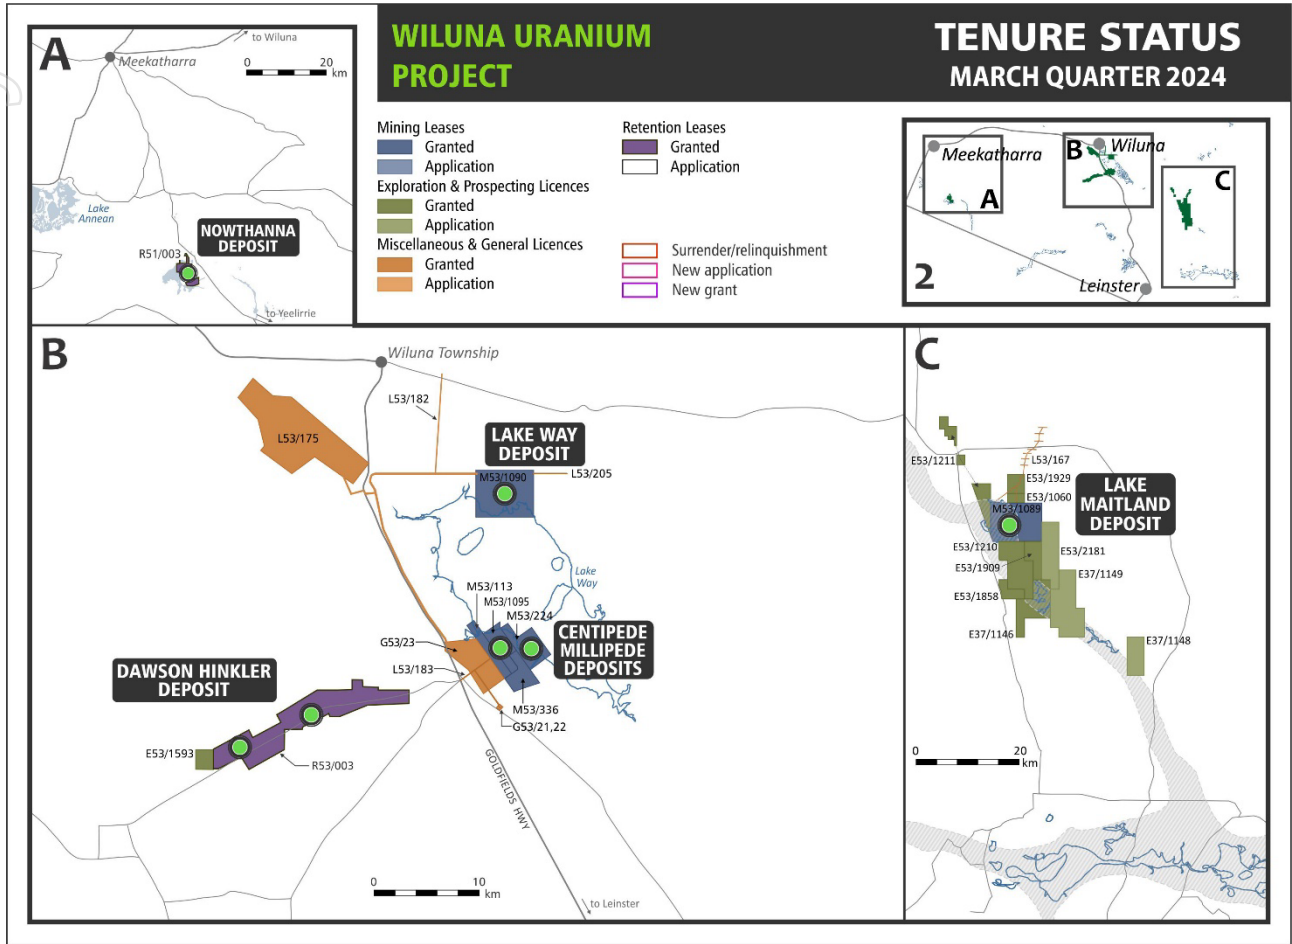 WILUNA URANIUM
PROJECT
TENURE STATUS
MARCH QUARTER 2024
A
to Wiluna
Meekatharra
0 20
km
Lake
Annean
NOWTHANNA
DEPOSIT
R51/003
to Yeelirrie
Mining Leases
Granted
Application
Exploration & Prospecting Licences
Granted
Application
Miscellaneous & General Licences
Granted
Application
Retention Leases
Granted
Application
Surrender/relinquishment
New application
New grant
Meekatharra
B
Wiluna
A
C
2
Leinster
B
Wiluna Township
L53/182
L53/175
LAKE WAY
DEPOSIT
M53/1090
L53/205
Lake
Way
M53/113
M53/1095
M53/224
G53/23
CENTIPEDE
MILLIPEDE
DEPOSITS
L53/183
DAWSON HINKLER
DEPOSIT
M53/336
G53/21,22
E53/1593
R53/003
GOLDFIELDS HWY
0 10
km
to Leinster
C
E53/1211
L53/167
E53/1929
E53/1060
LAKE
MAITLAND
DEPOSIT
M53/1089
E53/1210
E53/2181
E53/1909
E37/1149
E53/1858
E37/1146
E37/1148
0 20
km